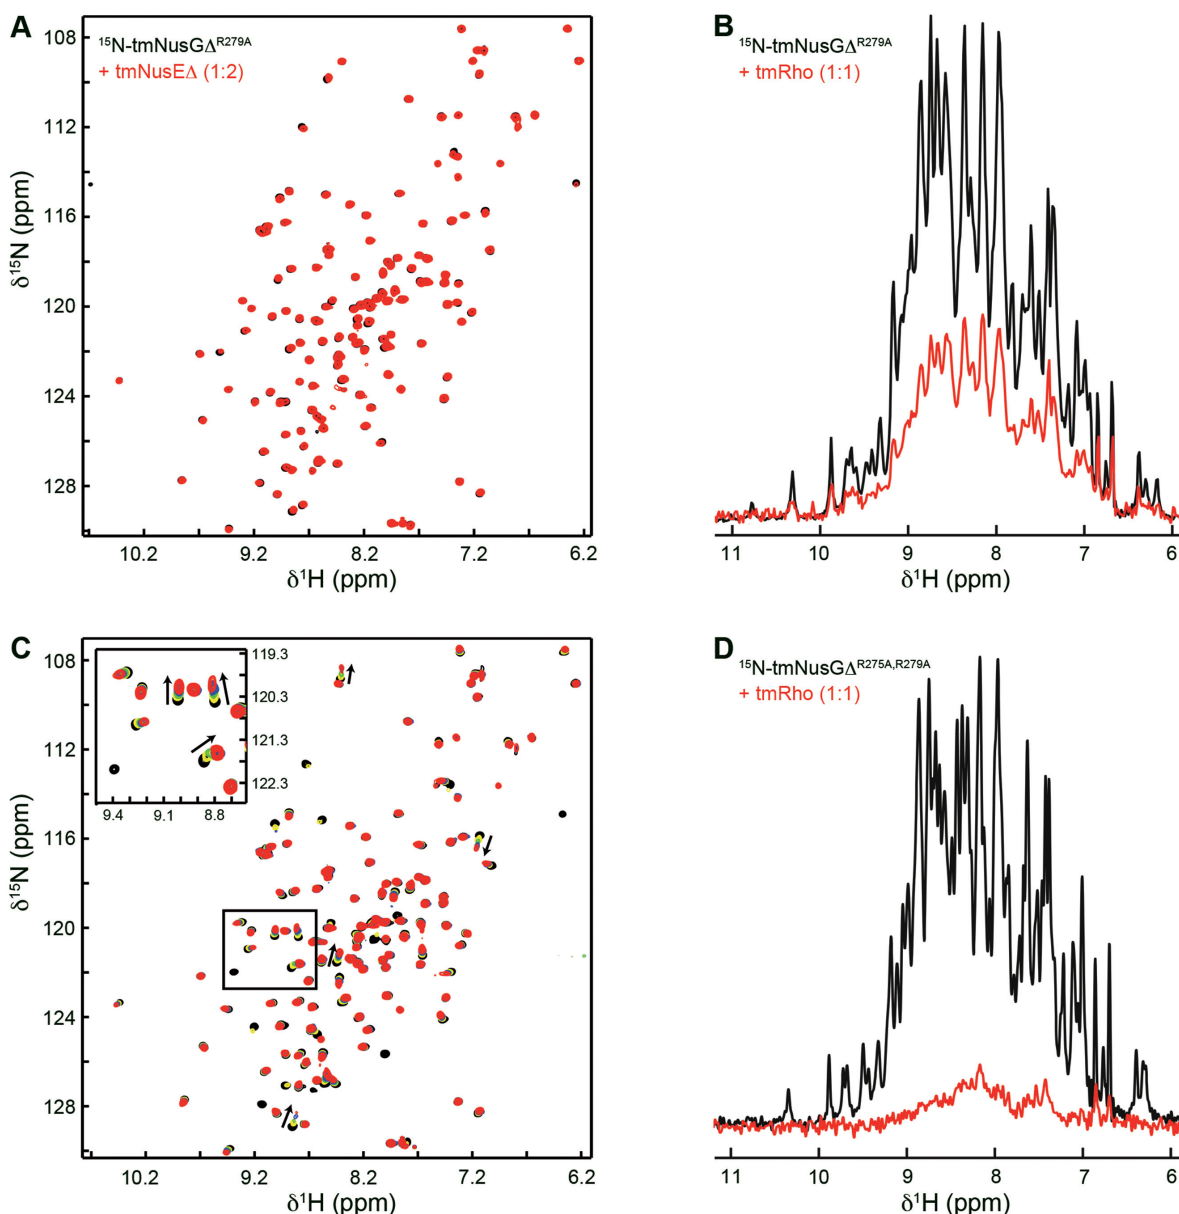 A
¹⁵N-tmNusGΔᴿ²⁷⁹ᴬ
+ tmNusEΔ (1:2)
108
112
116
120
124
128
δ¹⁵N (ppm)
10.2 9.2 8.2 7.2 6.2
δ¹H (ppm)
B
¹⁵N-tmNusGΔᴿ²⁷⁹ᴬ
+ tmRho (1:1)
11 10 9 8 7 6
δ¹H (ppm)
C
108
112
116
120
124
128
δ¹⁵N (ppm)
119.3
120.3
121.3
122.3
9.4 9.1 8.8
10.2 9.2 8.2 7.2 6.2
δ¹H (ppm)
D
¹⁵N-tmNusGΔᴿ²⁷⁵ᴬ,ᴿ²⁷⁹ᴬ
+ tmRho (1:1)
11 10 9 8 7 6
δ¹H (ppm)